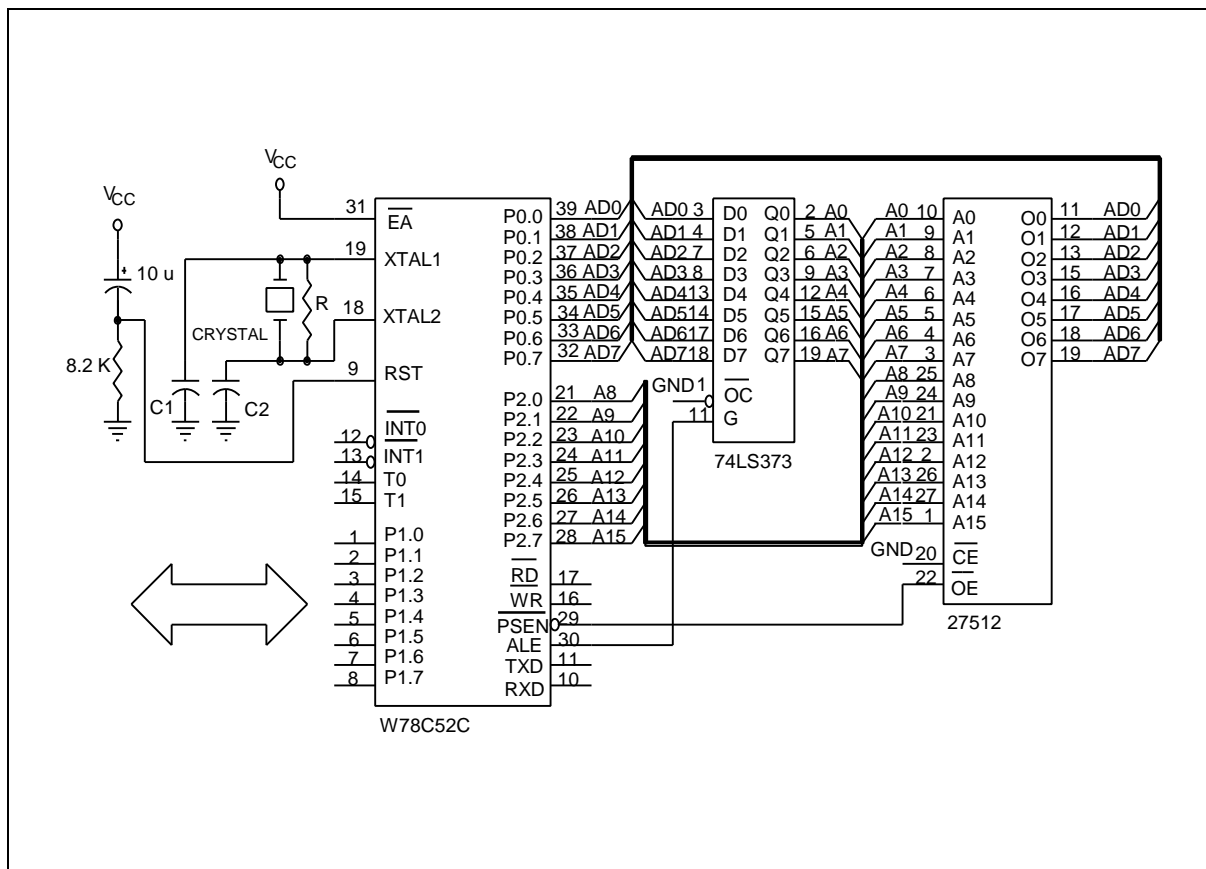 VCC
VCC
10 u
8.2 K
C1
C2
CRYSTAL
R
31 EA
19 XTAL1
18 XTAL2
9 RST
12 INT0
13 INT1
14 T0
15 T1
1 P1.0
2 P1.1
3 P1.2
4 P1.3
5 P1.4
6 P1.5
7 P1.6
8 P1.7
P0.0 39 AD0
P0.1 38 AD1
P0.2 37 AD2
P0.3 36 AD3
P0.4 35 AD4
P0.5 34 AD5
P0.6 33 AD6
P0.7 32 AD7
P2.0 21 A8
P2.1 22 A9
P2.2 23 A10
P2.3 24 A11
P2.4 25 A12
P2.5 26 A13
P2.6 27 A14
P2.7 28 A15
RD 17
WR 16
PSEN 29
ALE 30
TXD 11
RXD 10
W78C52C
AD0 3 D0 Q0 2 A0
AD1 4 D1 Q1 5 A1
AD2 7 D2 Q2 6 A2
AD3 8 D3 Q3 9 A3
AD4 13 D4 Q4 12 A4
AD5 14 D5 Q5 15 A5
AD6 17 D6 Q6 16 A6
AD7 18 D7 Q7 19 A7
GND 1 OC
11 G
74LS373
A0 10 A0 O0 11 AD0
A1 9 A1 O1 12 AD1
A2 8 A2 O2 13 AD2
A3 7 A3 O3 15 AD3
A4 6 A4 O4 16 AD4
A5 5 A5 O5 17 AD5
A6 4 A6 O6 18 AD6
A7 3 A7 O7 19 AD7
A8 25 A8
A9 24 A9
A10 21 A10
A11 23 A11
A12 2 A12
A13 26 A13
A14 27 A14
A15 1 A15
GND 20 CE
22 OE
27512